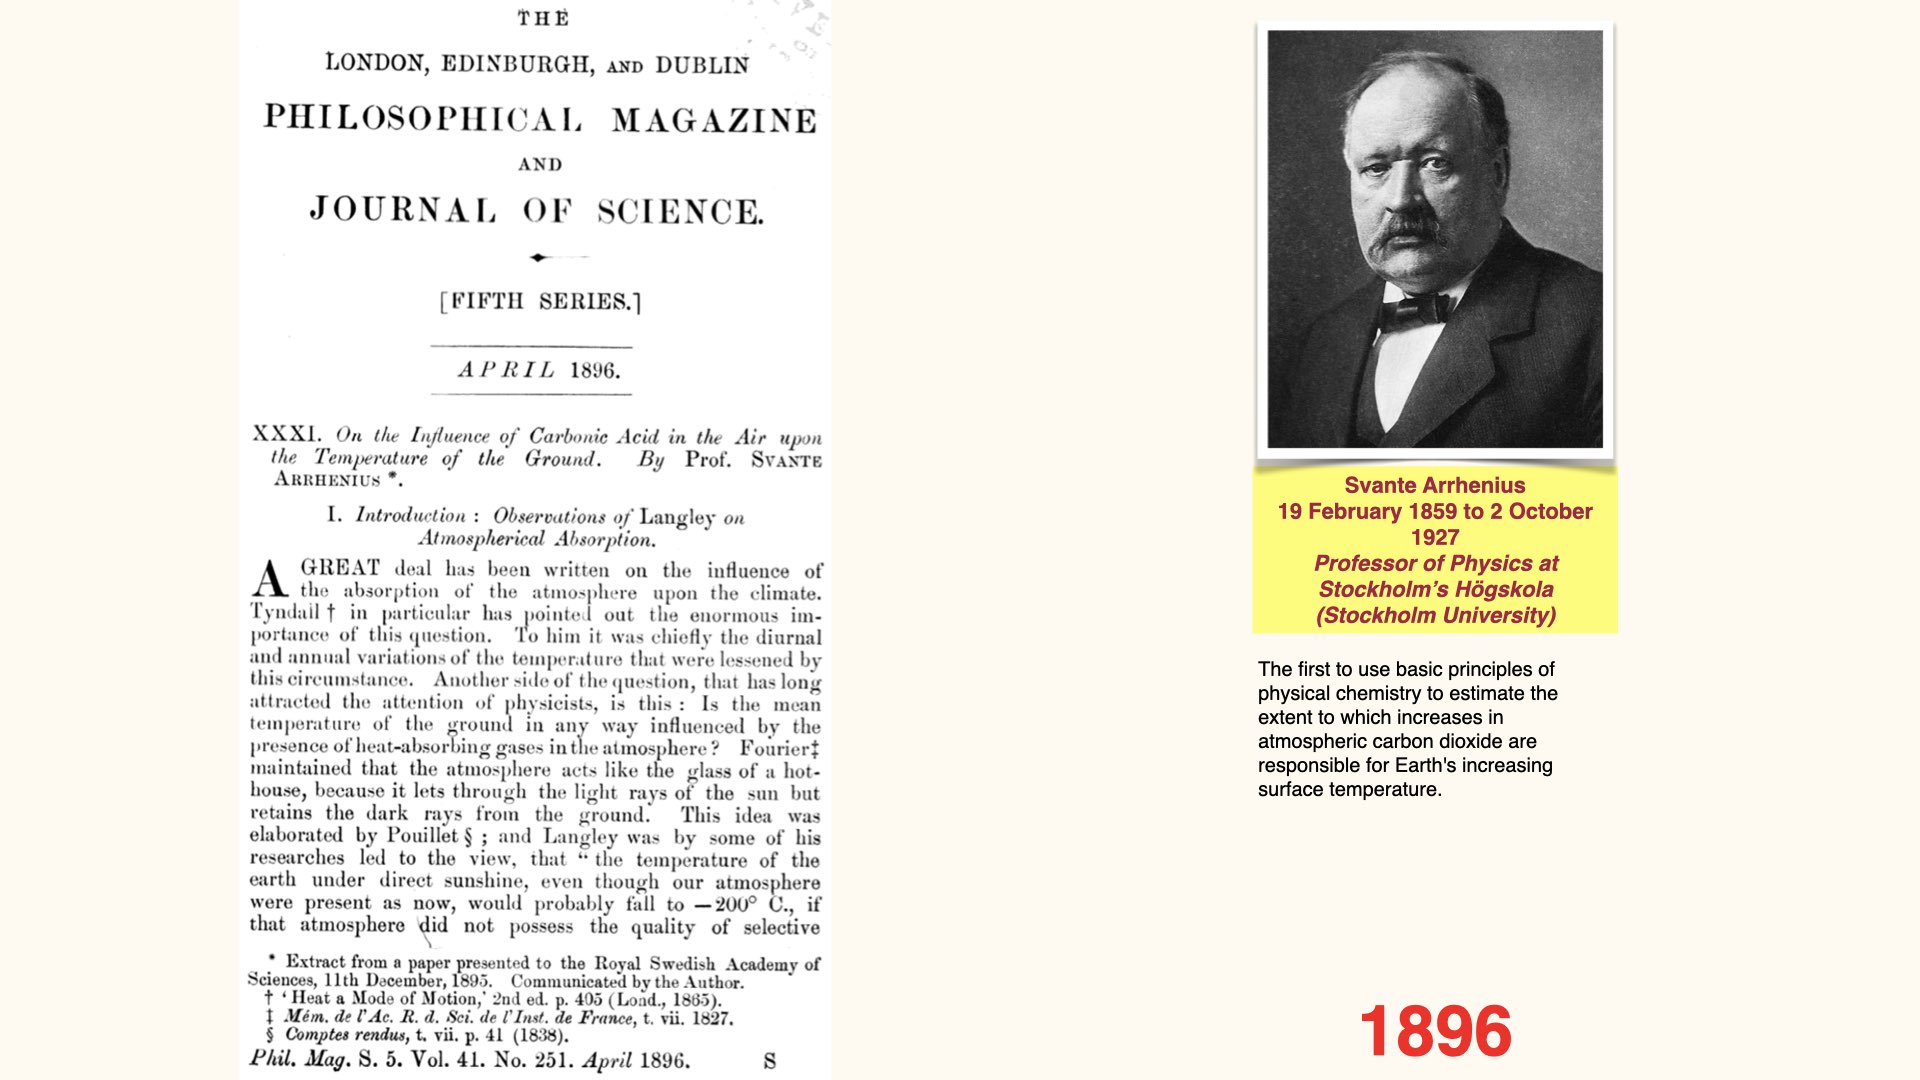 THE
LONDON, EDINBURGH, AND DUBLIN
PHILOSOPHICAL MAGAZINE
AND
JOURNAL OF SCIENCE.
[FIFTH SERIES.]
APRIL 1896.
XXXI. On the Influence of Carbonic Acid in the Air upon
the Temperature of the Ground. By Prof. SVANTE
ARRHENIUS *.
I. Introduction : Observations of Langley on
Atmospherical Absorption.
A GREAT deal has been written on the influence of
the absorption of the atmosphere upon the climate.
Tyndall † in particular has pointed out the enormous im-
portance of this question. To him it was chiefly the diurnal
and annual variations of the temperature that were lessened by
this circumstance. Another side of the question, that has long
attracted the attention of physicists, is this : Is the mean
temperature of the ground in any way influenced by the
presence of heat-absorbing gases in the atmosphere ? Fourier‡
maintained that the atmosphere acts like the glass of a hot-
house, because it lets through the light rays of the sun but
retains the dark rays from the ground. This idea was
elaborated by Pouillet § ; and Langley was by some of his
researches led to the view, that “ the temperature of the
earth under direct sunshine, even though our atmosphere
were present as now, would probably fall to —200° C., if
that atmosphere did not possess the quality of selective
* Extract from a paper presented to the Royal Swedish Academy of
Sciences, 11th December, 1895. Communicated by the Author.
† ‘ Heat a Mode of Motion,’ 2nd ed. p. 405 (Lond., 1865).
‡ Mém. de l’Ac. R. d. Sci. de l’Inst. de France, t. vii. 1827.
§ Comptes rendus, t. vii. p. 41 (1838).
Phil. Mag. S. 5. Vol. 41. No. 251. April 1896. S
Svante Arrhenius
19 February 1859 to 2 October
1927
Professor of Physics at
Stockholm’s Högskola
(Stockholm University)
The first to use basic principles of
physical chemistry to estimate the
extent to which increases in
atmospheric carbon dioxide are
responsible for Earth's increasing
surface temperature.
1896